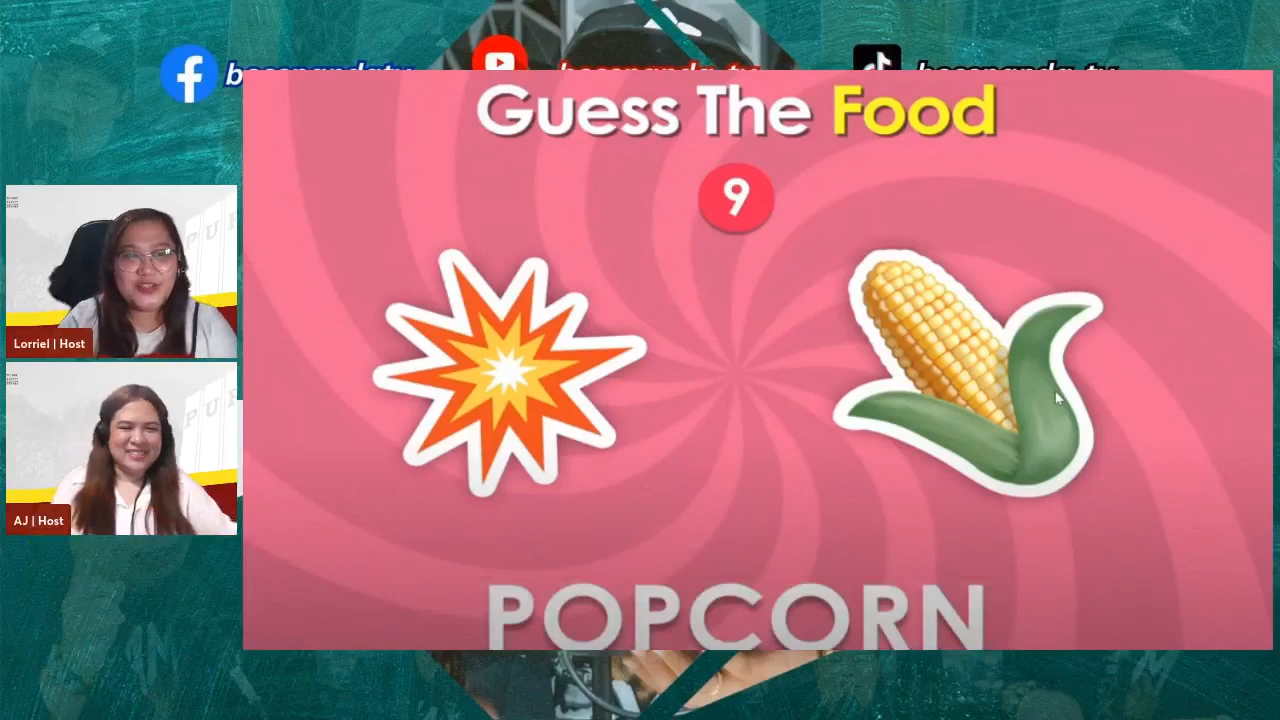 Guess The Food
9
POPCORN
Lorriel | Host
AJ | Host